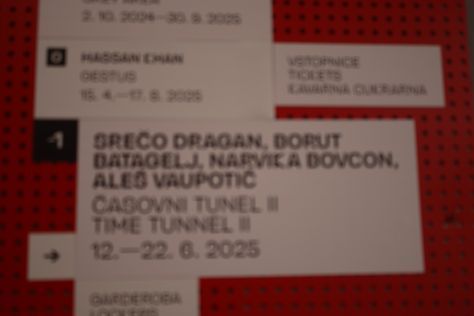 2. 10. 2024—30. 9. 2025
0
HASSAN KHAN
GESTUS
15. 4.—17. 8. 2025
VSTOPNICE
TICKETS
KAVARNA CUKRARNA
-1
SREČO DRAGAN, BORUT
BATAGELJ, NARVIKA BOVCON,
ALEŠ VAUPOTIČ
ČASOVNI TUNEL II
TIME TUNNEL II
→
12.—22. 6. 2025
GARDEROBA
LOCKERS